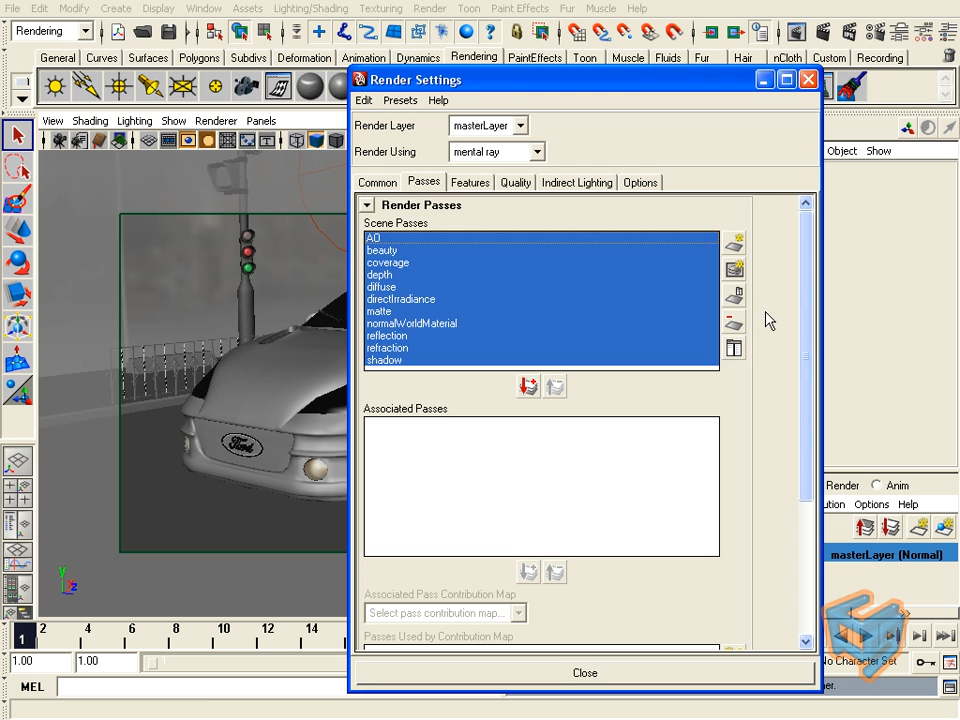 File Edit Modify Create Display Window Assets Lighting/Shading Texturing Render Toon Paint Effects Fur Muscle Help
Rendering
General Curves Surfaces Polygons Subdivs Deformation Animation Dynamics Rendering PaintEffects Toon Muscle Fluids Fur Hair nCloth Custom Recording
Render Settings
Edit Presets Help
View Shading Lighting Show Renderer Panels
Render Layer masterLayer
Render Using mental ray
Object Show
Common Passes Features Quality Indirect Lighting Options
Render Passes
Scene Passes
AO
beauty
coverage
depth
diffuse
directIrradiance
matte
normalWorldMaterial
reflection
refraction
shadow
Associated Passes
Ford
Render Anim
Options Help
masterLayer (Normal)
y
z
Associated Pass Contribution Map
Select pass contribution map...
Passes Used by Contribution Map
1 2 4 6 8 10 12 14
1.00 1.00
Character Set
Close
MEL